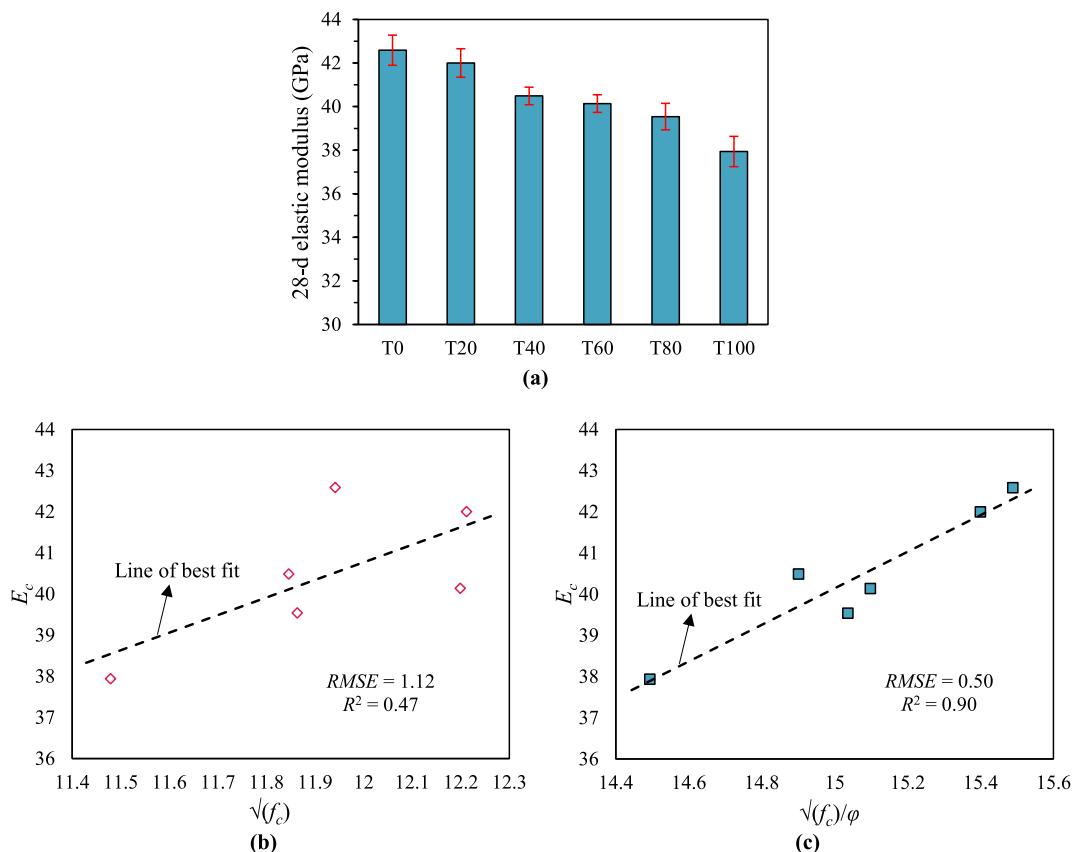 44
42
40
38
36
34
32
30
28-d elastic modulus (GPa)
T0 T20 T40 T60 T80 T100
(a)
44
43
42
41
40
39
38
37
36
E_c
Line of best fit
RMSE = 1.12
R² = 0.47
11.4 11.5 11.6 11.7 11.8 11.9 12 12.1 12.2 12.3
√(f_c)
(b)
44
43
42
41
40
39
38
37
36
E_c
Line of best fit
RMSE = 0.50
R² = 0.90
14.4 14.6 14.8 15 15.2 15.4 15.6
√(f_c)/φ
(c)